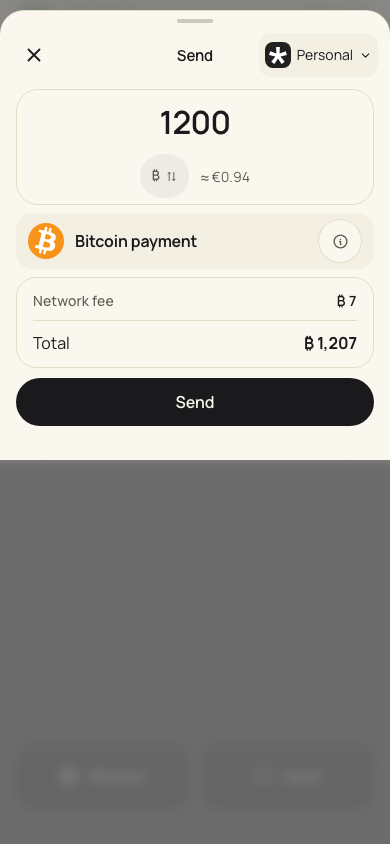 Send
Personal
1200
₿
≈ €0.94
Bitcoin payment
Network fee ₿ 7
Total ₿ 1,207
Send